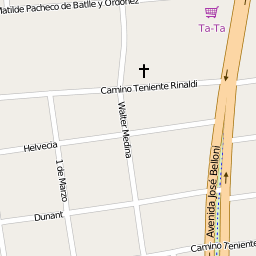 Matilde Pacheco de Batlle y Ordóñez
Ta-Ta
Camino Teniente Rinaldi
Walter Medina
Helvecia
1 de Marzo
Avenida José Belloni
Dunant
Camino Teniente